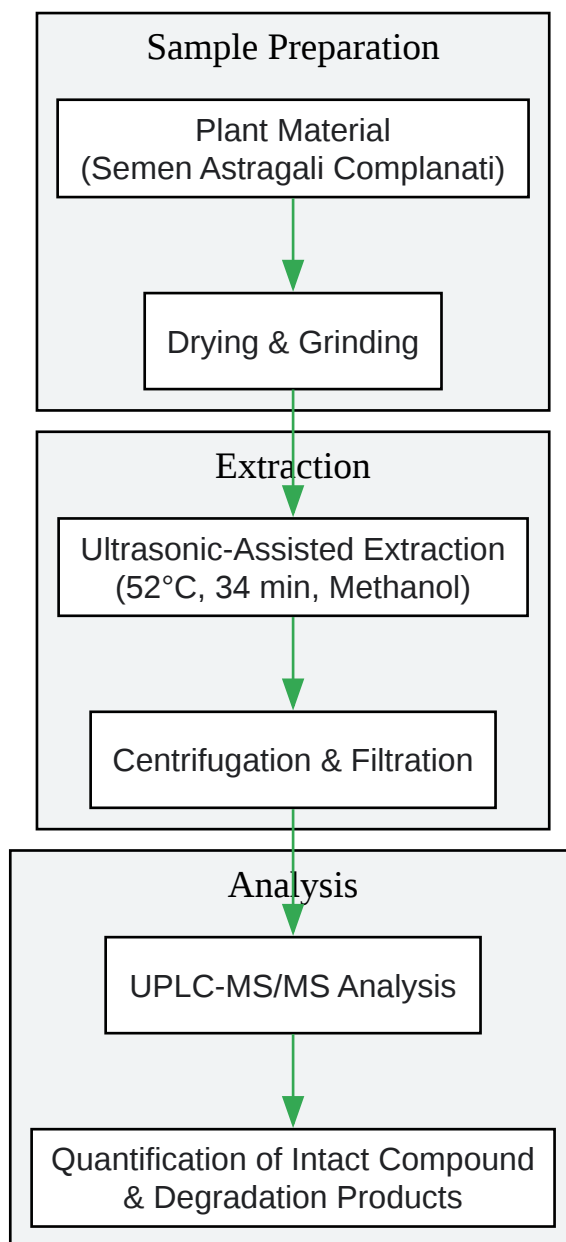 Sample Preparation
Plant Material
(Semen Astragali Complanati)
Drying & Grinding
Extraction
Ultrasonic-Assisted Extraction
(52°C, 34 min, Methanol)
Centrifugation & Filtration
Analysis
UPLC-MS/MS Analysis
Quantification of Intact Compound
& Degradation Products